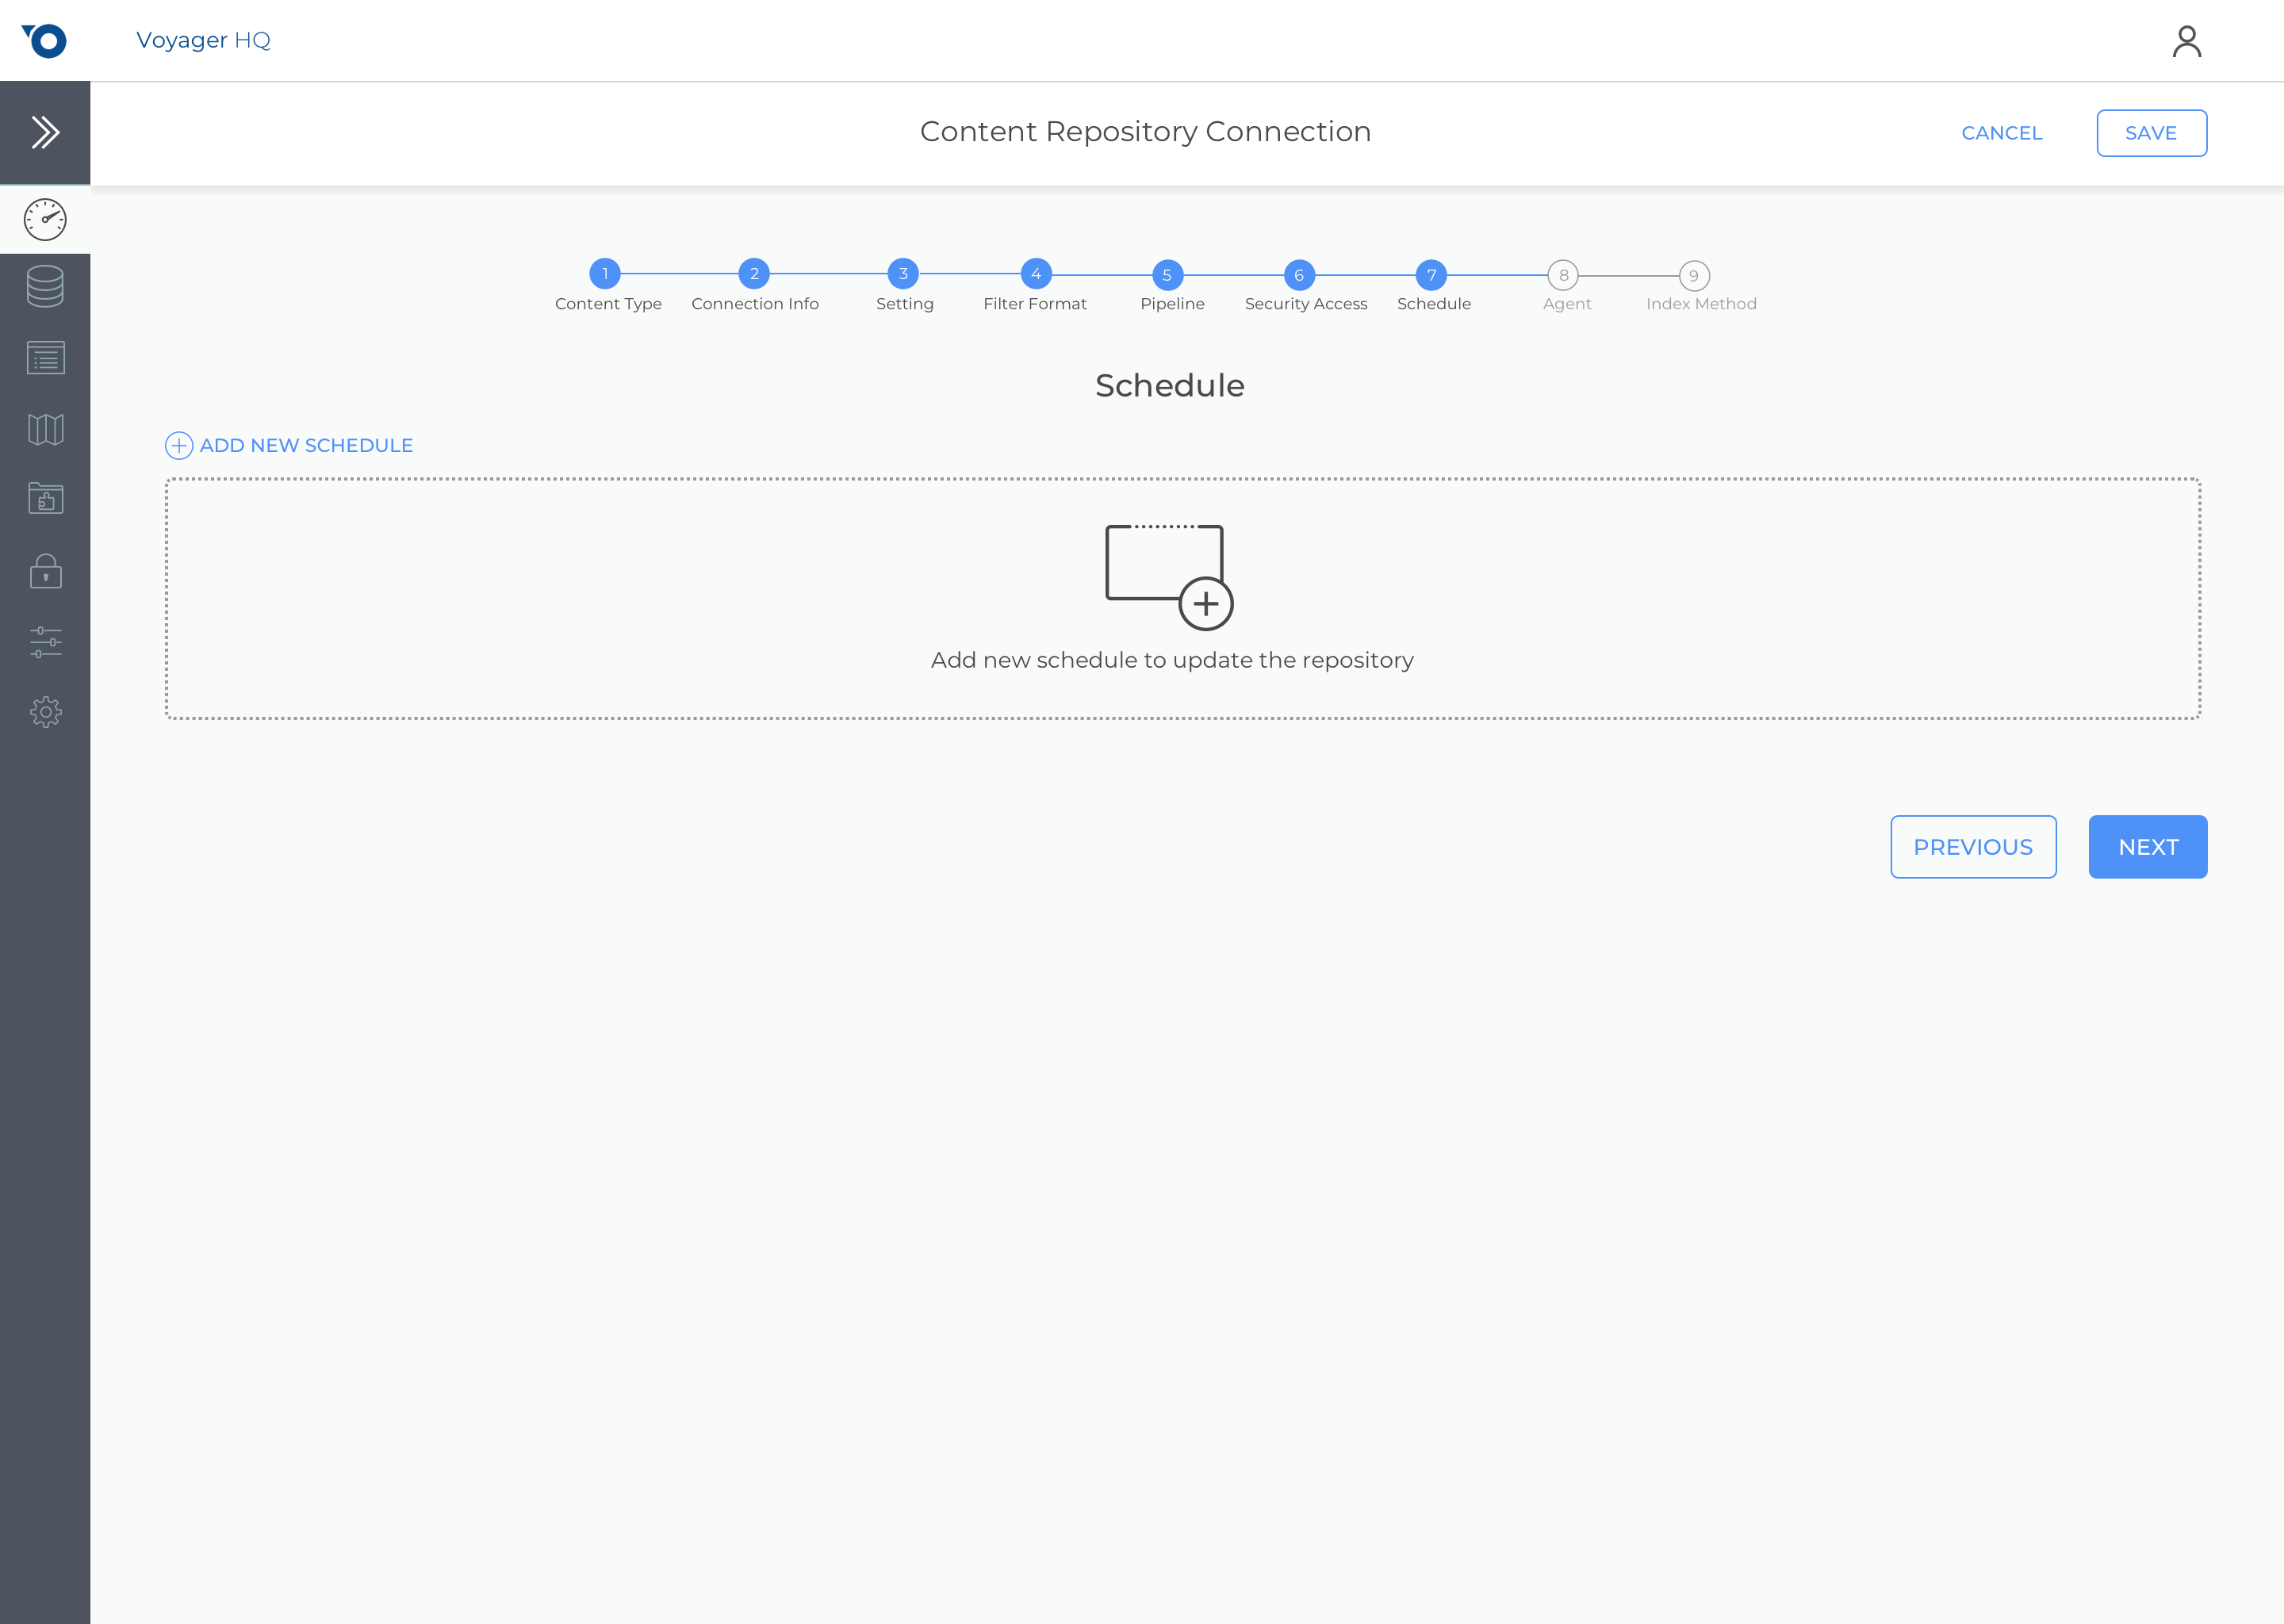 Voyager HQ
Content Repository Connection
CANCEL
SAVE
1 2 3 4 5 6 7 8 9
Content Type Connection Info Setting Filter Format Pipeline Security Access Schedule Agent Index Method
Schedule
ADD NEW SCHEDULE
Add new schedule to update the repository
PREVIOUS
NEXT